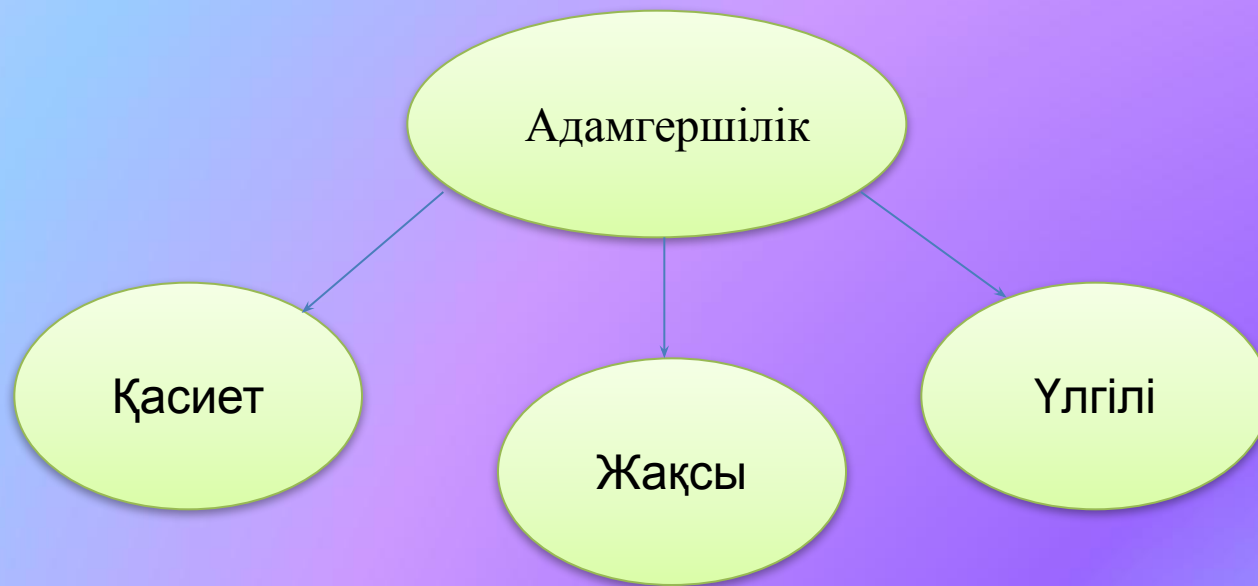 Адамгершілік
Қасиет
Жақсы
Үлгілі